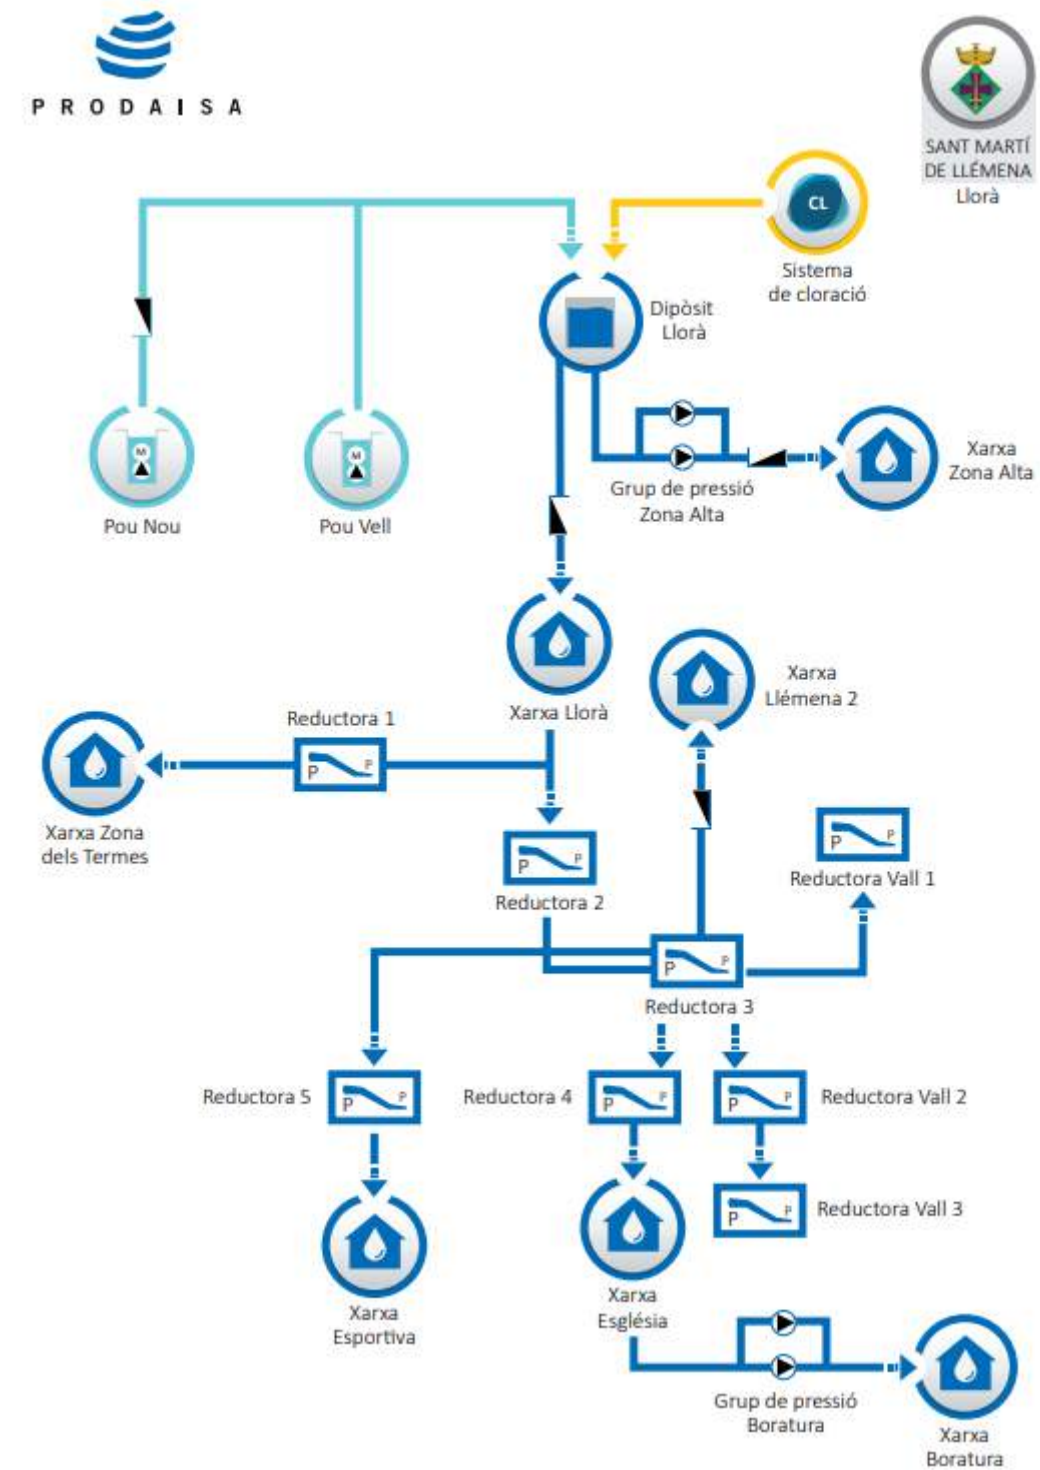 PRODAISA
SANT MARTÍ
DE LLÉMENA
Llorà
CL
Sistema
de cloració
Dipòsit
Llorà
M
Pou Nou
M
Pou Vell
Grup de pressió
Zona Alta
Xarxa
Zona Alta
Xarxa Llorà
Xarxa
Llémena 2
Reductora 1
P P
Xarxa Zona
dels Termes
P P
Reductora 2
P P
Reductora Vall 1
P P
Reductora 3
Reductora 5
P P
Reductora 4
P P
P P
Reductora Vall 2
P P
Reductora Vall 3
Xarxa
Esportiva
Xarxa
Església
Grup de pressió
Boratura
Xarxa
Boratura